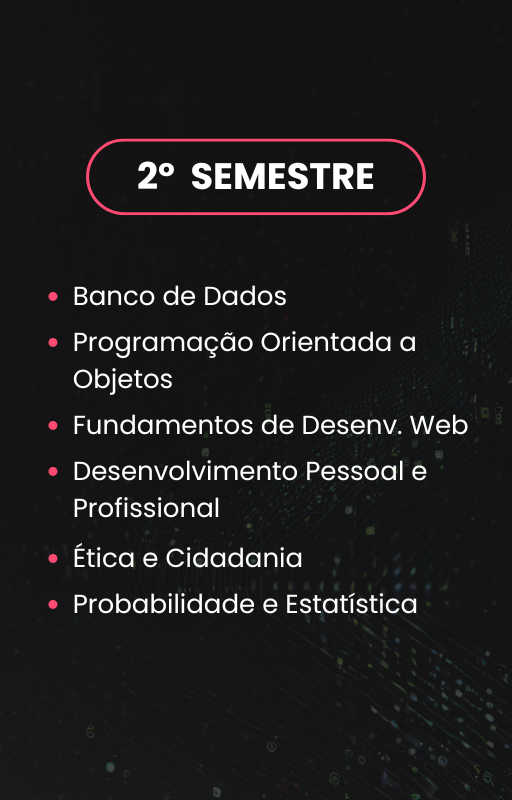 2º SEMESTRE
Banco de Dados
Programação Orientada a
Objetos
Fundamentos de Desenv. Web
Desenvolvimento Pessoal e
Profissional
Ética e Cidadania
Probabilidade e Estatística